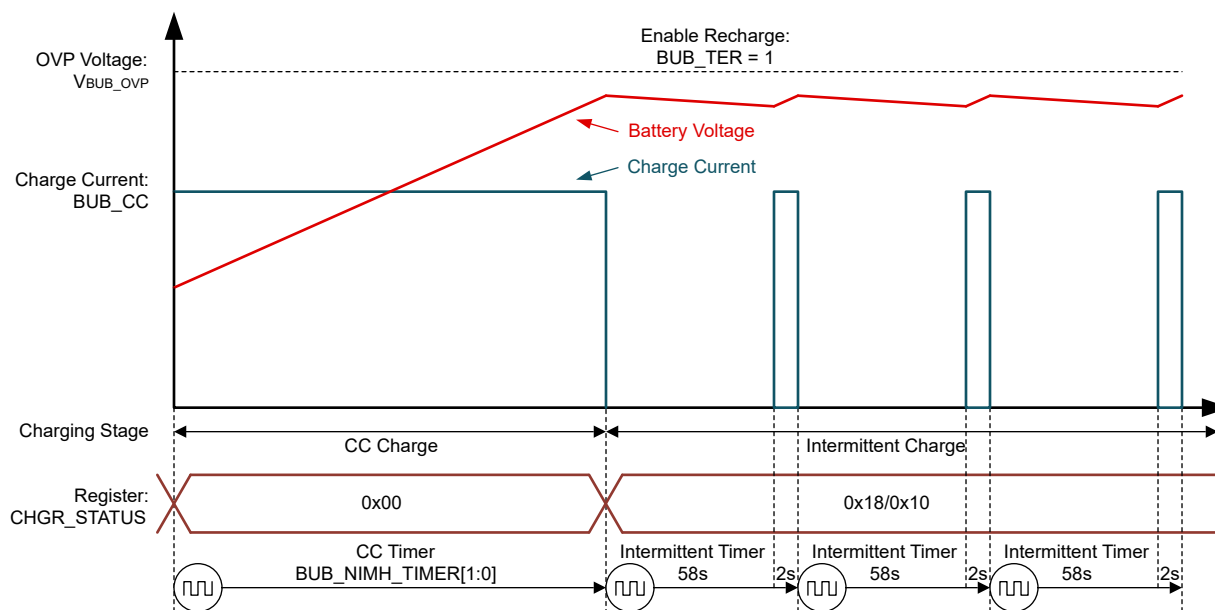 Enable Recharge:
BUB_TER = 1
OVP Voltage:
VBUB_OVP
Battery Voltage
Charge Current
Charge Current:
BUB_CC
Charging Stage
CC Charge
Intermittent Charge
Register:
CHGR_STATUS
0x00
0x18/0x10
CC Timer
BUB_NIMH_TIMER[1:0]
Intermittent Timer
58s
2s
Intermittent Timer
58s
2s
Intermittent Timer
58s
2s